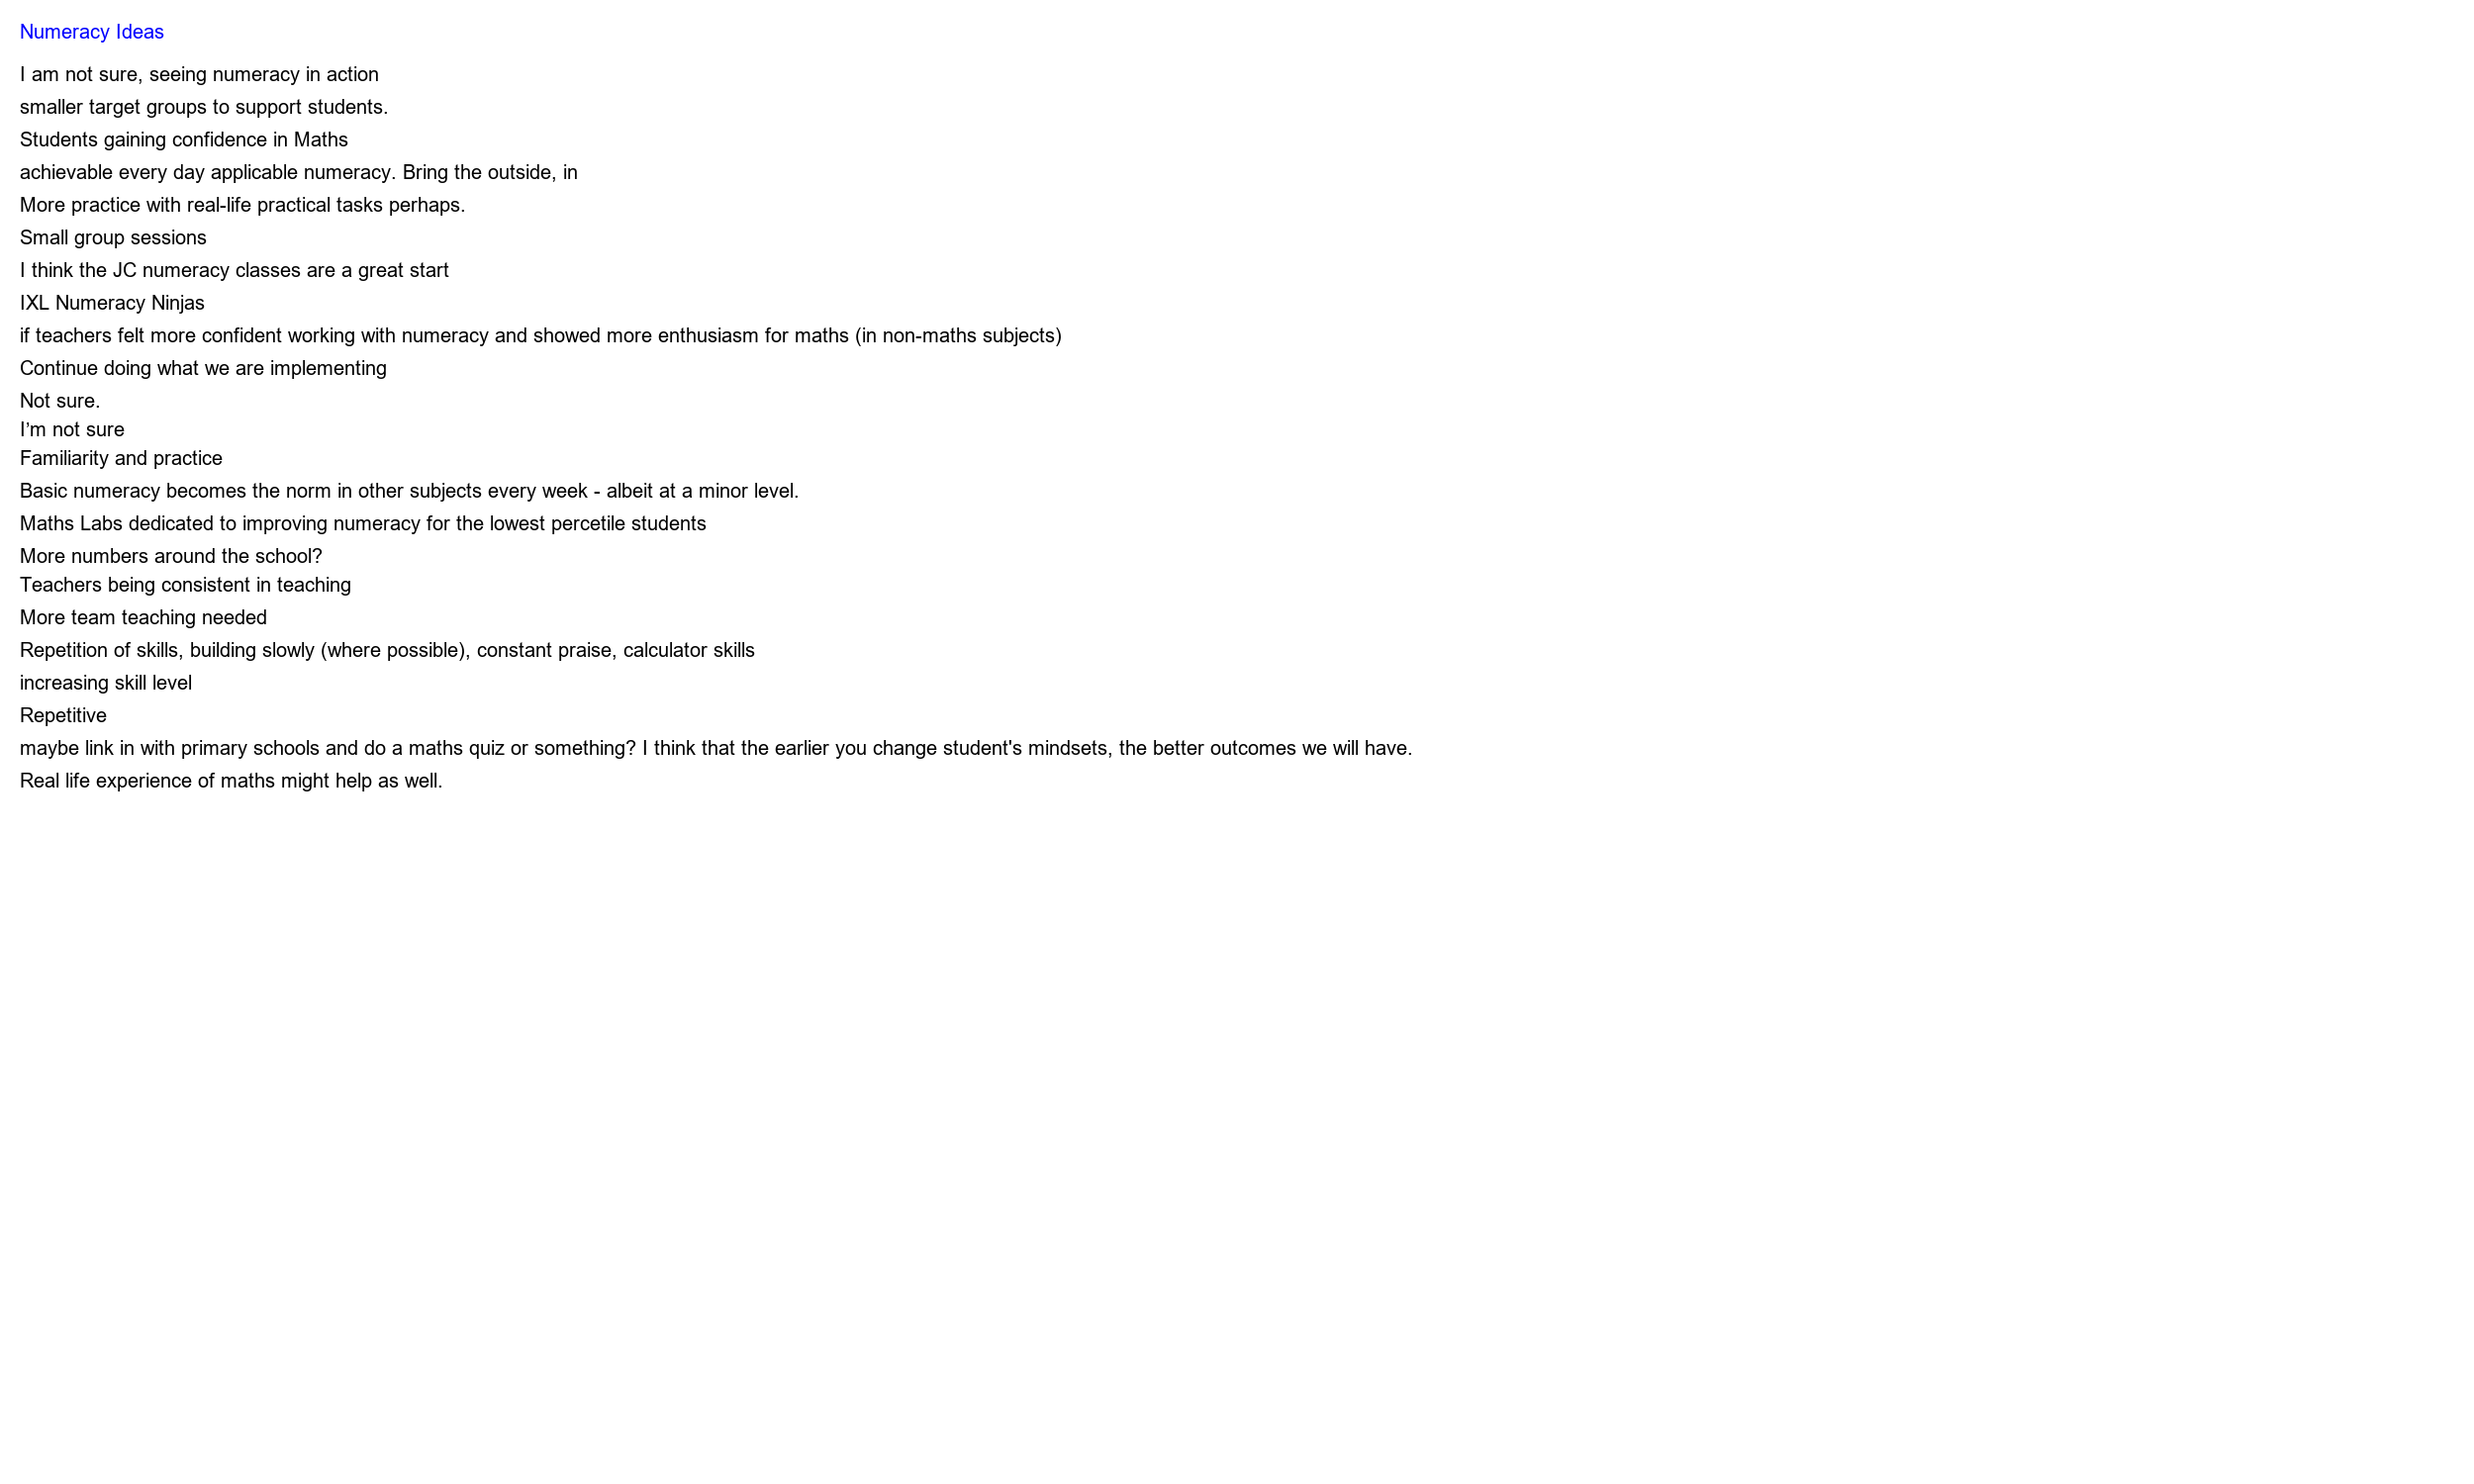 Numeracy Ideas
I am not sure, seeing numeracy in action
smaller target groups to support students.
Students gaining confidence in Maths
achievable every day applicable numeracy. Bring the outside, in
More practice with real-life practical tasks perhaps.
Small group sessions
I think the JC numeracy classes are a great start
IXL Numeracy Ninjas
if teachers felt more confident working with numeracy and showed more enthusiasm for maths (in non-maths subjects)
Continue doing what we are implementing
Not sure.
I'm not sure
Familiarity and practice
Basic numeracy becomes the norm in other subjects every week - albeit at a minor level.
Maths Labs dedicated to improving numeracy for the lowest percetile students
More numbers around the school?
Teachers being consistent in teaching
More team teaching needed
Repetition of skills, building slowly (where possible), constant praise, calculator skills
increasing skill level
Repetitive
maybe link in with primary schools and do a maths quiz or something? I think that the earlier you change student's mindsets, the better outcomes we will have.
Real life experience of maths might help as well.